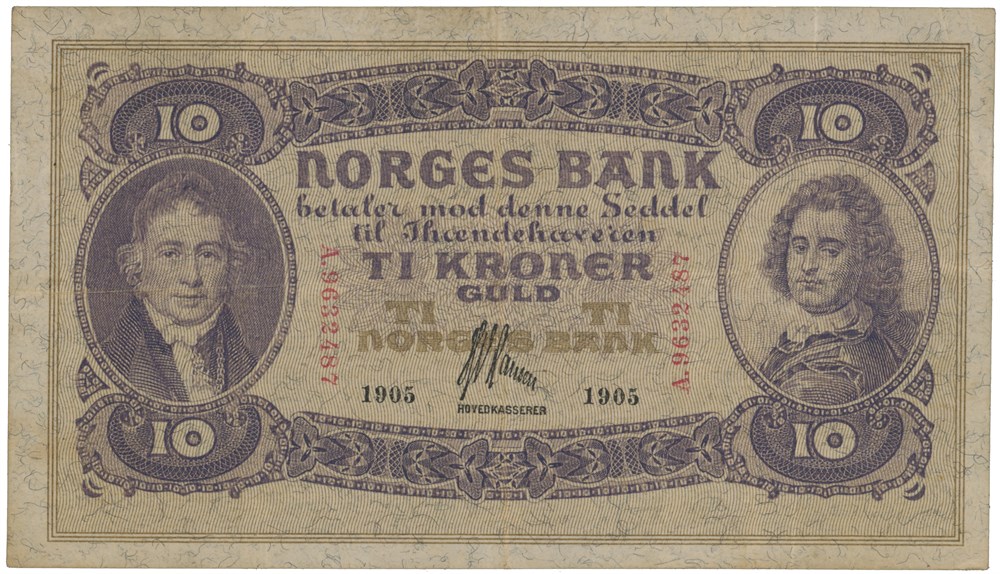 10 10
NORGES BANK
betaler mod denne Seddel
til Ihændehaveren
TI KRONER
GULD
A.9632487
A.9632487
TI TI
NORGES BANK
1905 1905
HOVEDKASSERER
10 10